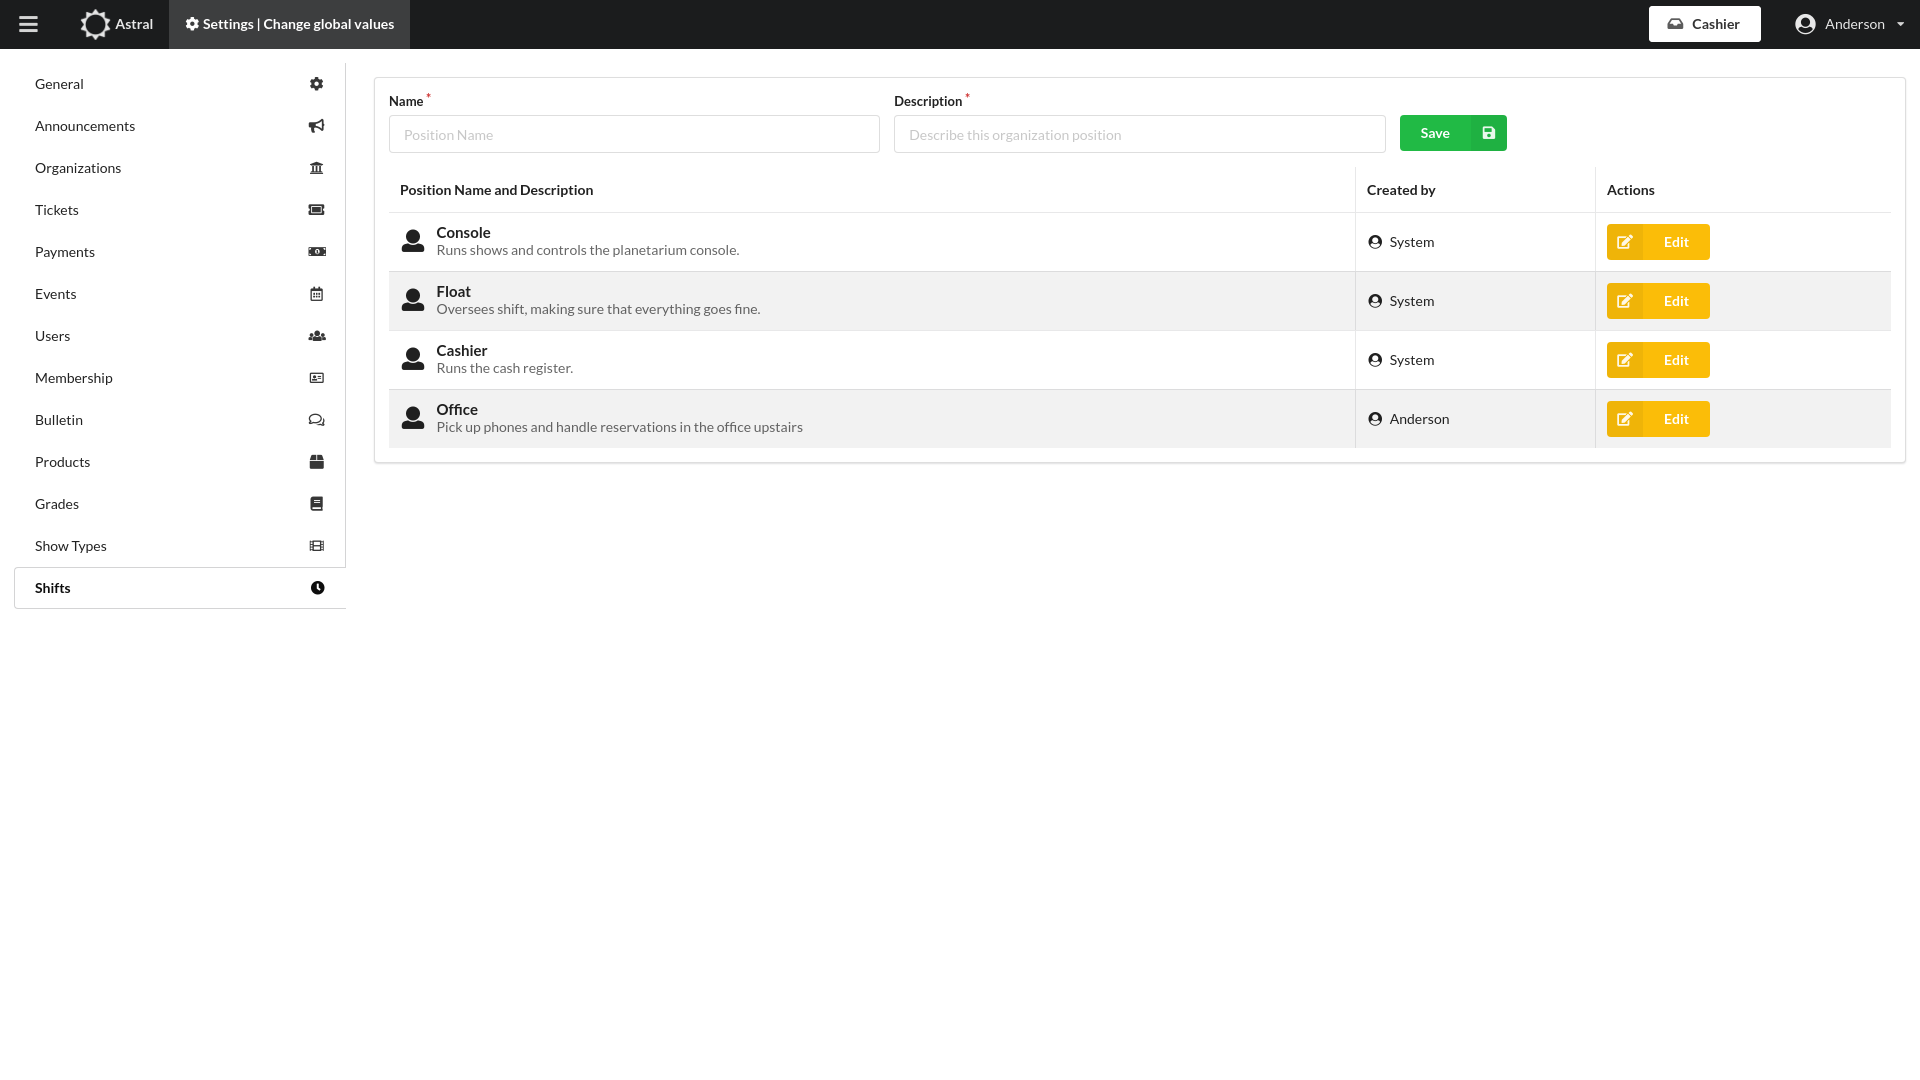 Astral
Settings | Change global values
Cashier
Anderson
General
Announcements
Organizations
Tickets
Payments
Events
Users
Membership
Bulletin
Products
Grades
Show Types
Shifts
Name *
Description *
Position Name
Describe this organization position
Save
Position Name and Description
Created by
Actions
Console
Runs shows and controls the planetarium console.
System
Edit
Float
Oversees shift, making sure that everything goes fine.
System
Edit
Cashier
Runs the cash register.
System
Edit
Office
Pick up phones and handle reservations in the office upstairs
Anderson
Edit